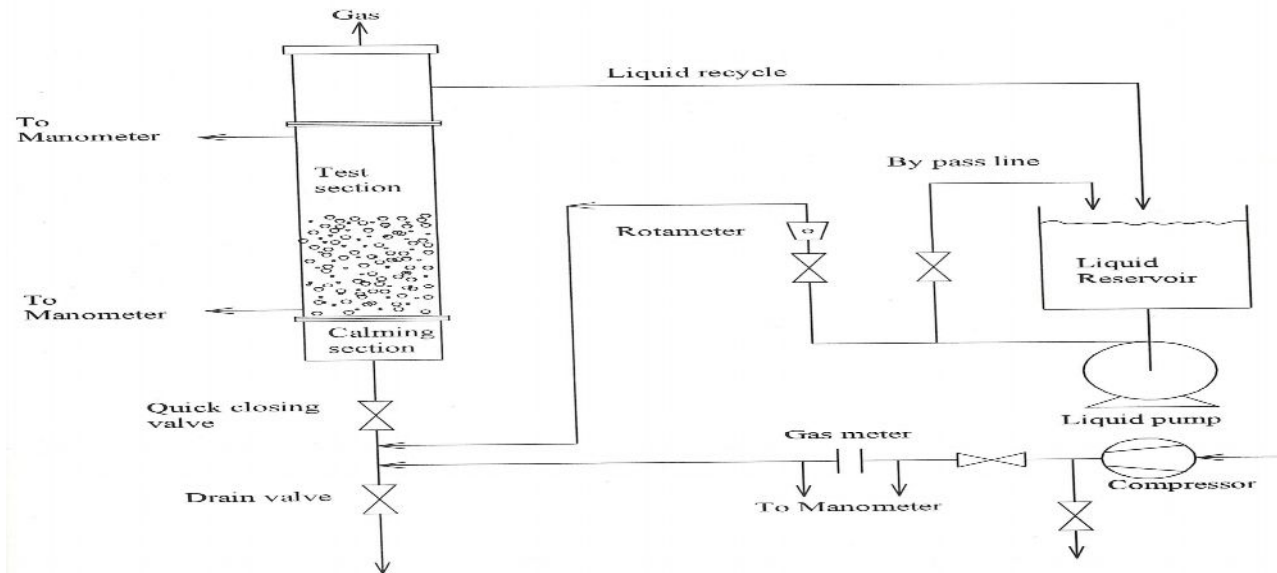 Gas
Liquid recycle
To
Manometer
Test
section
By pass line
Rotameter
Liquid
Reservoir
To
Manometer
Calming
section
Quick closing
valve
Liquid pump
Gas meter
Compressor
Drain valve
To Manometer